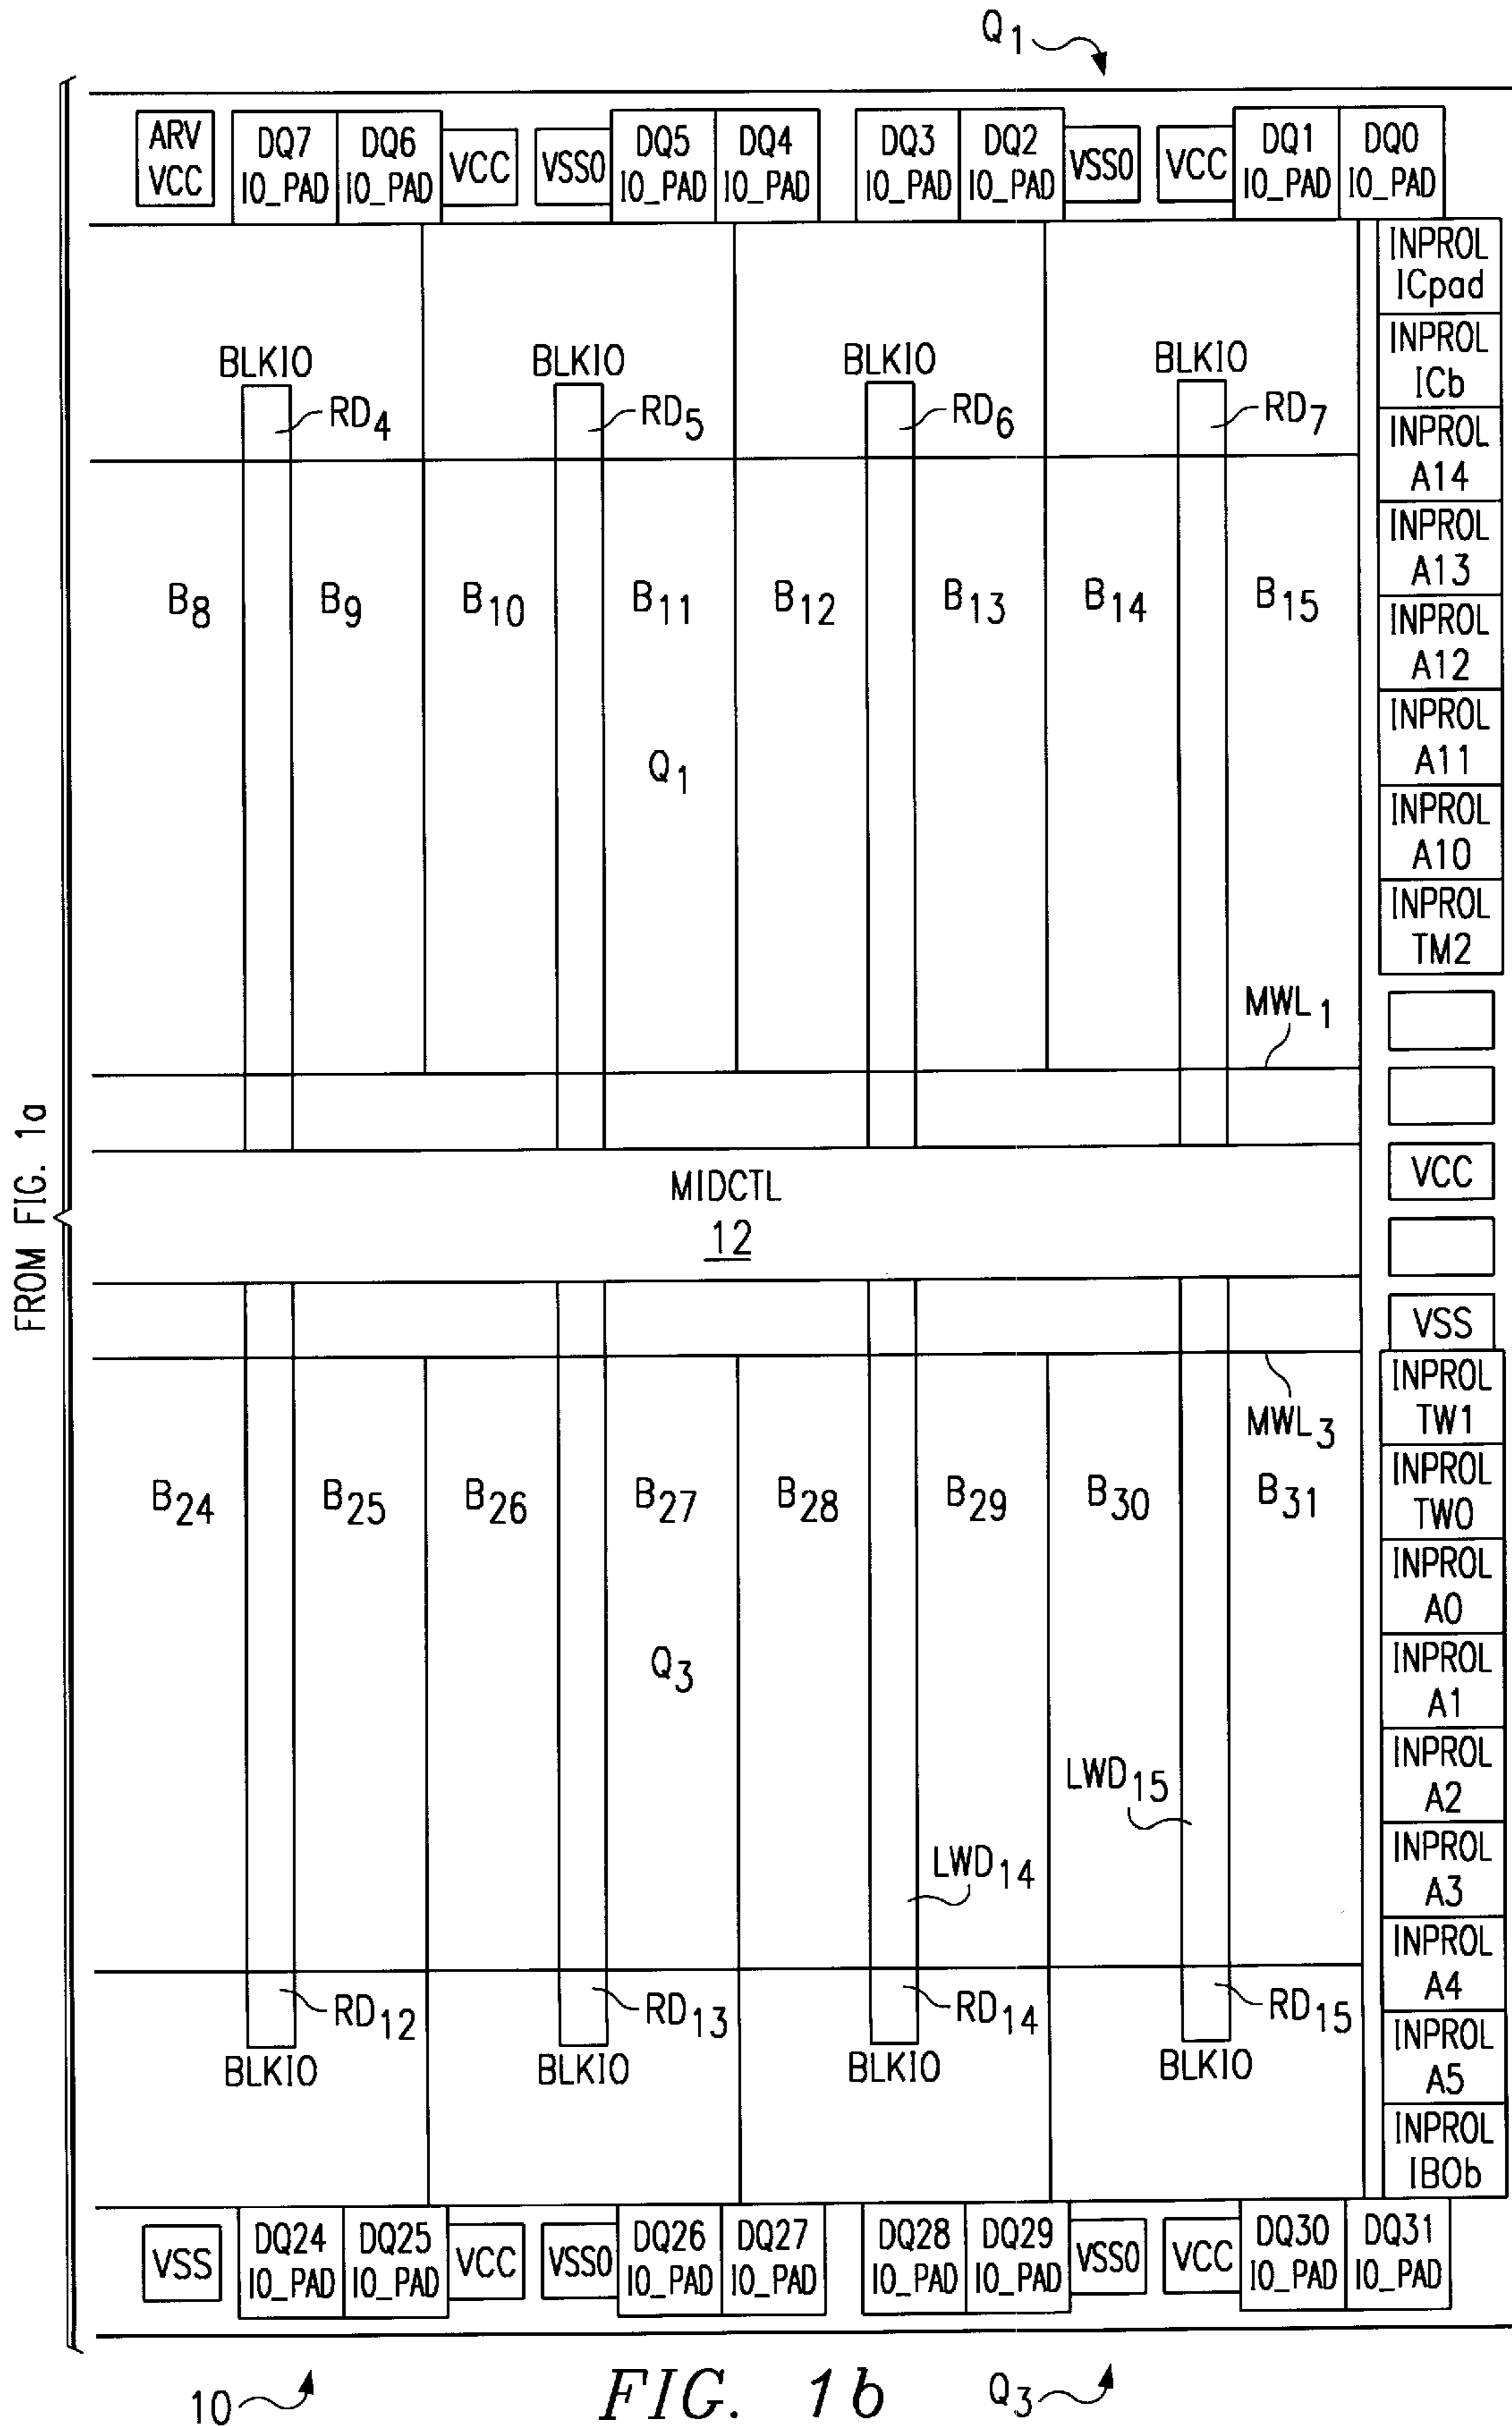 Q1
ARV VCC
DQ7 IO_PAD
DQ6 IO_PAD
VCC
VSSO
DQ5 IO_PAD
DQ4 IO_PAD
DQ3 IO_PAD
DQ2 IO_PAD
VSSO
VCC
DQ1 IO_PAD
DQ0 IO_PAD
INPROL ICpad
INPROL ICb
INPROL A14
INPROL A13
INPROL A12
INPROL A11
INPROL A10
INPROL TM2
BLKIO BLKIO BLKIO BLKIO
RD4 RD5 RD6 RD7
B8 B9 B10 B11 B12 B13 B14 B15
Q1
MWL1
FROM FIG. 1a
MIDCTL
12
VCC
VSS
MWL3
INPROL TW1
INPROL TW0
INPROL A0
INPROL A1
INPROL A2
INPROL A3
INPROL A4
INPROL A5
INPROL IB0b
B24 B25 B26 B27 B28 B29 B30 B31
Q3
LWD15
LWD14
RD12 RD13 RD14 RD15
BLKIO BLKIO BLKIO BLKIO
VSS
DQ24 IO_PAD
DQ25 IO_PAD
VCC
VSSO
DQ26 IO_PAD
DQ27 IO_PAD
DQ28 IO_PAD
DQ29 IO_PAD
VSSO
VCC
DQ30 IO_PAD
DQ31 IO_PAD
10
FIG. 1b
Q3